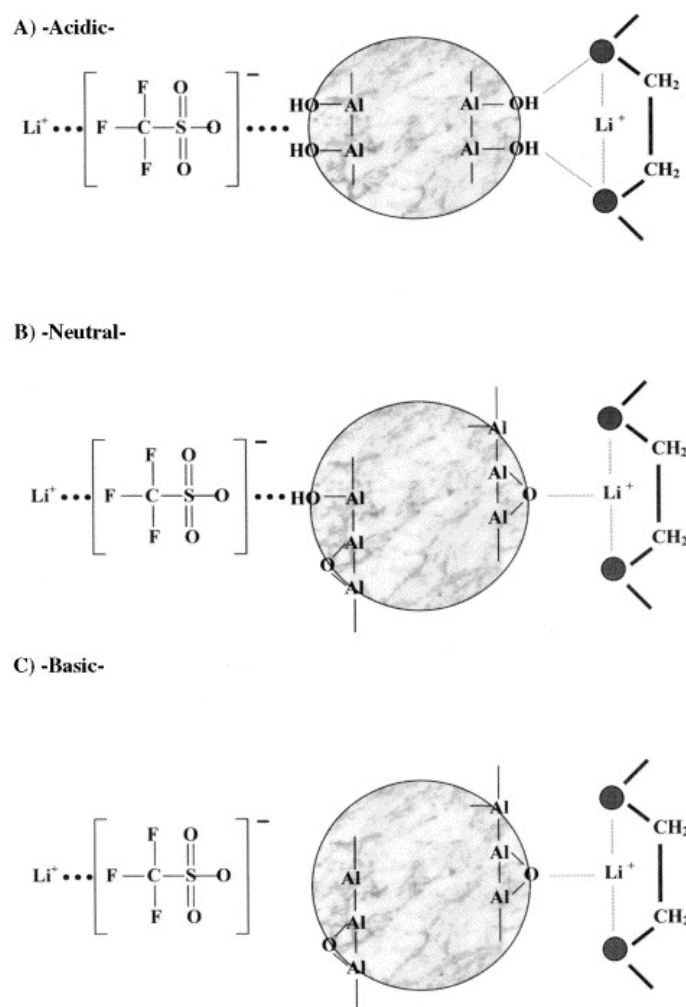 A) -Acidic-
F O –
Li⁺ ••• F C S O ••••
F O
HO Al
HO Al
Al OH
Al OH
CH₂
Li⁺
CH₂
B) -Neutral-
F O –
Li⁺ ••• F C S O •••
F O
HO Al
Al
O
Al
Al
Al
O
Al
CH₂
Li⁺
CH₂
C) -Basic-
F O –
Li⁺ ••• F C S O
F O
Al
Al
O
Al
Al
Al
O
Al
CH₂
Li⁺
CH₂